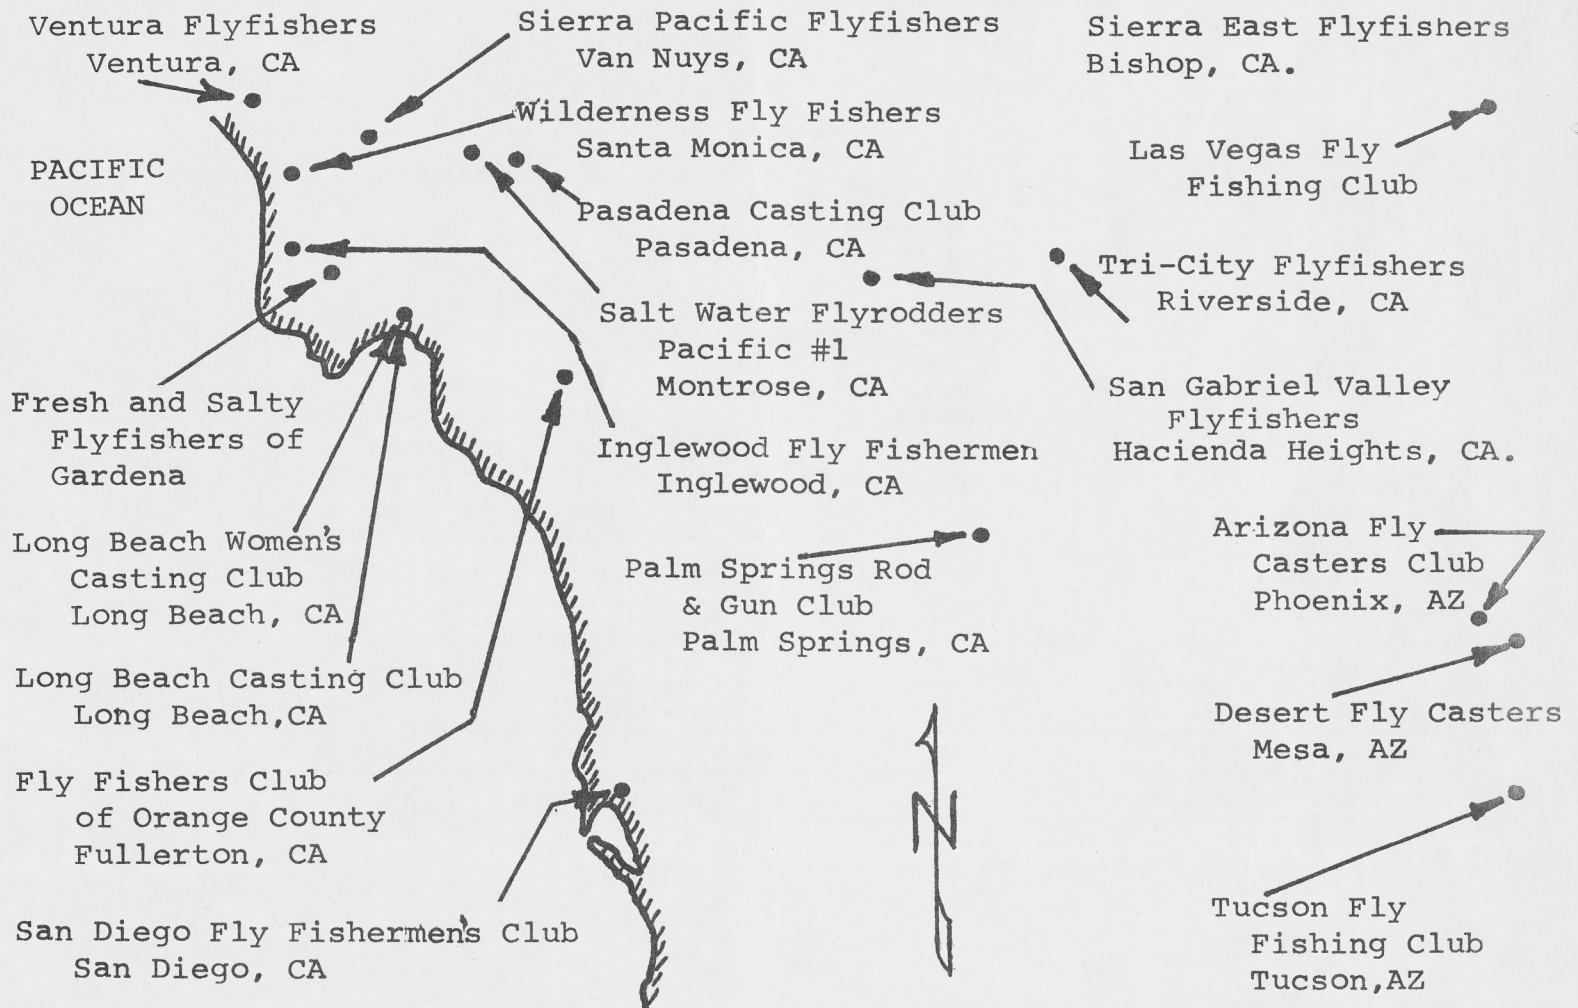 Ventura Flyfishers
Ventura, CA
Sierra Pacific Flyfishers
Van Nuys, CA
Sierra East Flyfishers
Bishop, CA.
Wilderness Fly Fishers
Santa Monica, CA
Las Vegas Fly
Fishing Club
PACIFIC
OCEAN
Pasadena Casting Club
Pasadena, CA
Tri-City Flyfishers
Riverside, CA
Salt Water Flyrodders
Pacific #1
Montrose, CA
San Gabriel Valley
Flyfishers
Hacienda Heights, CA.
Fresh and Salty
Flyfishers of
Gardena
Inglewood Fly Fishermen
Inglewood, CA
Long Beach Women's
Casting Club
Long Beach, CA
Palm Springs Rod
& Gun Club
Palm Springs, CA
Arizona Fly
Casters Club
Phoenix, AZ
Long Beach Casting Club
Long Beach,CA
Desert Fly Casters
Mesa, AZ
Fly Fishers Club
of Orange County
Fullerton, CA
N
San Diego Fly Fishermen's Club
San Diego, CA
Tucson Fly
Fishing Club
Tucson,AZ